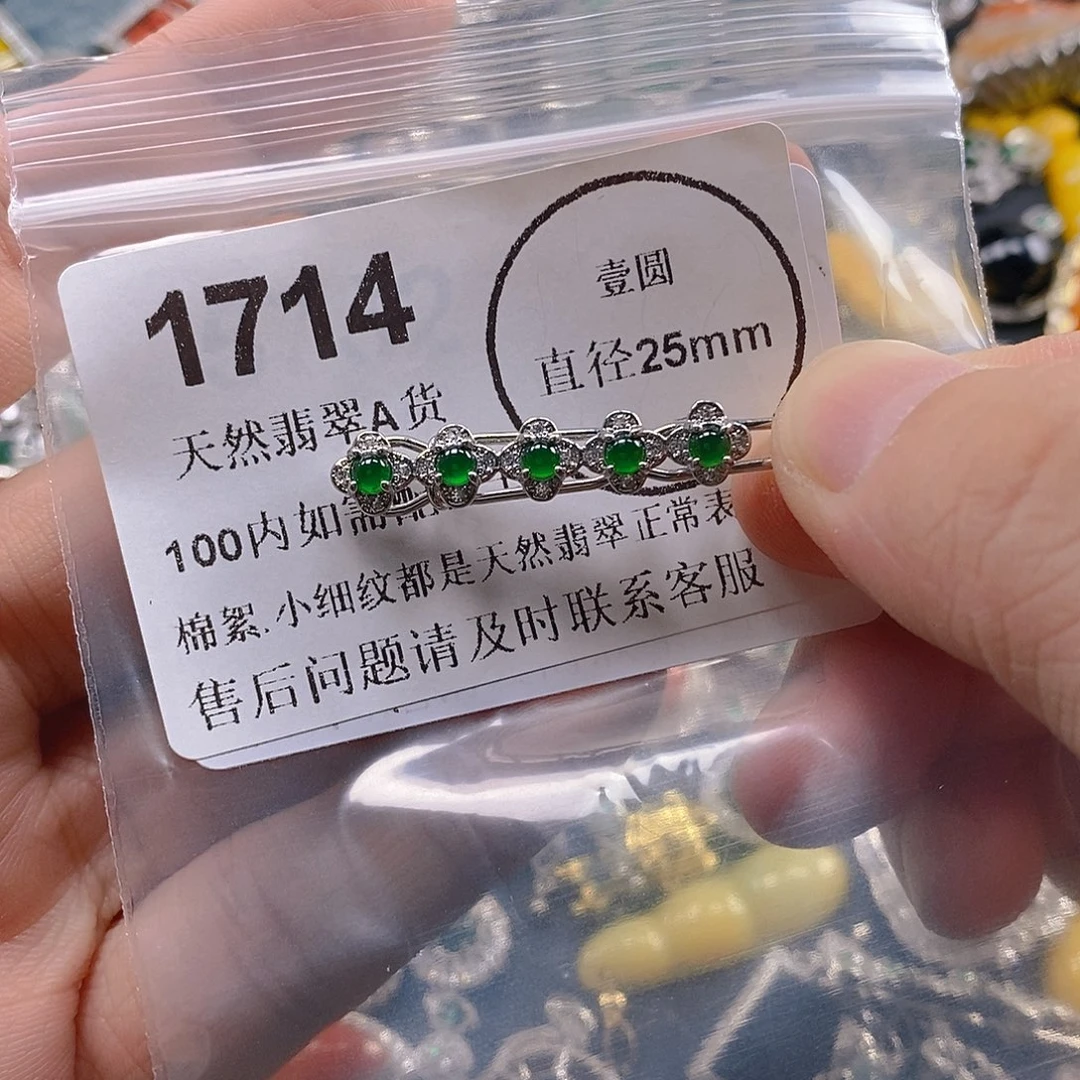 1714
壹圆
直径25mm
天然翡翠A货
100内如需
棉絮.小细纹都是天然翡翠正常表
售后问题请及时联系客服